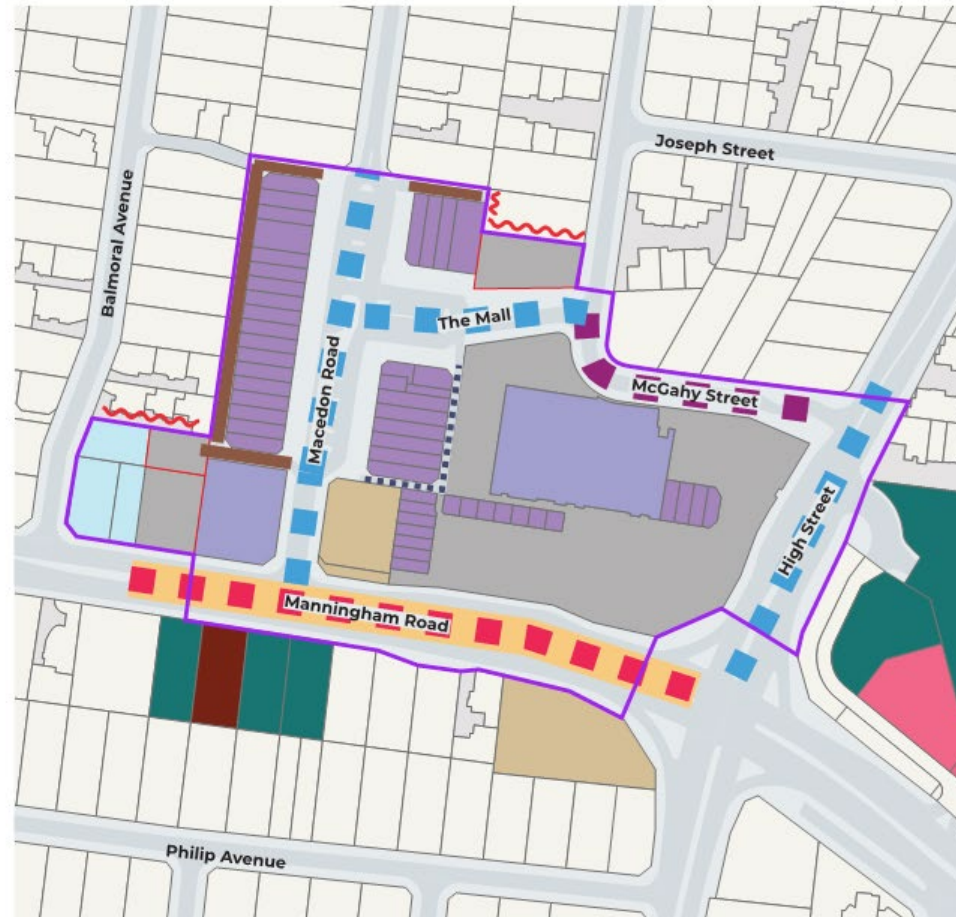 Joseph Street
Balmoral Avenue
The Mall
Macedon Road
McGahy Street
High Street
Manningham Road
Philip Avenue